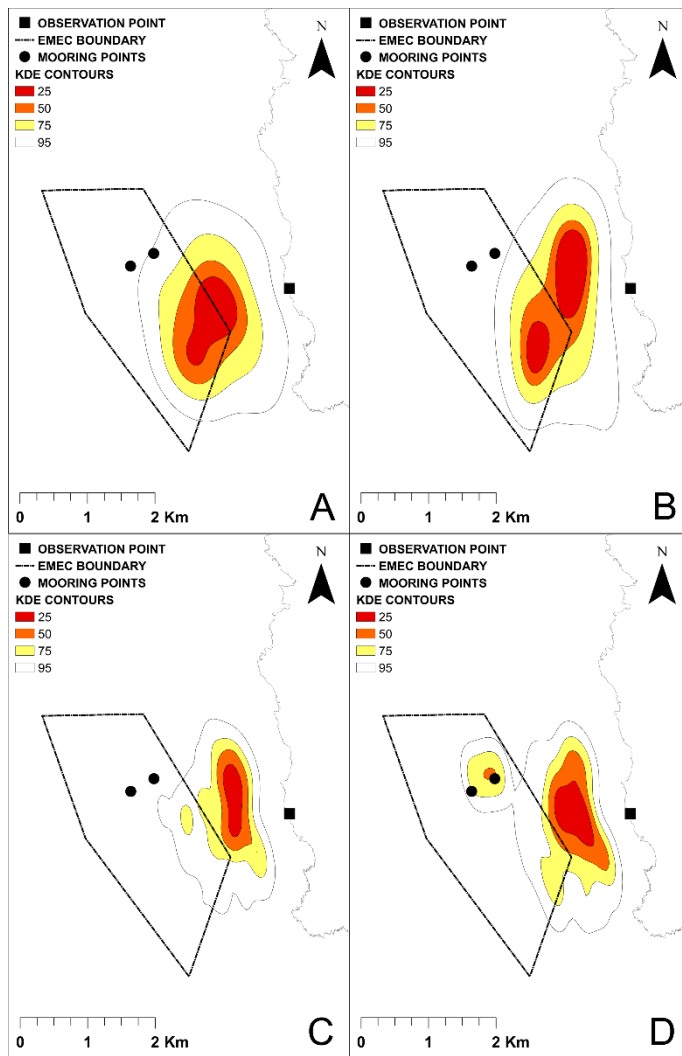 OBSERVATION POINT
EMEC BOUNDARY
MOORING POINTS
KDE CONTOURS
25
50
75
95
N
0 1 2 Km
A
OBSERVATION POINT
EMEC BOUNDARY
MOORING POINTS
KDE CONTOURS
25
50
75
95
N
0 1 2 Km
B
OBSERVATION POINT
EMEC BOUNDARY
MOORING POINTS
KDE CONTOURS
25
50
75
95
N
0 1 2 Km
C
OBSERVATION POINT
EMEC BOUNDARY
MOORING POINTS
KDE CONTOURS
25
50
75
95
N
0 1 2 Km
D